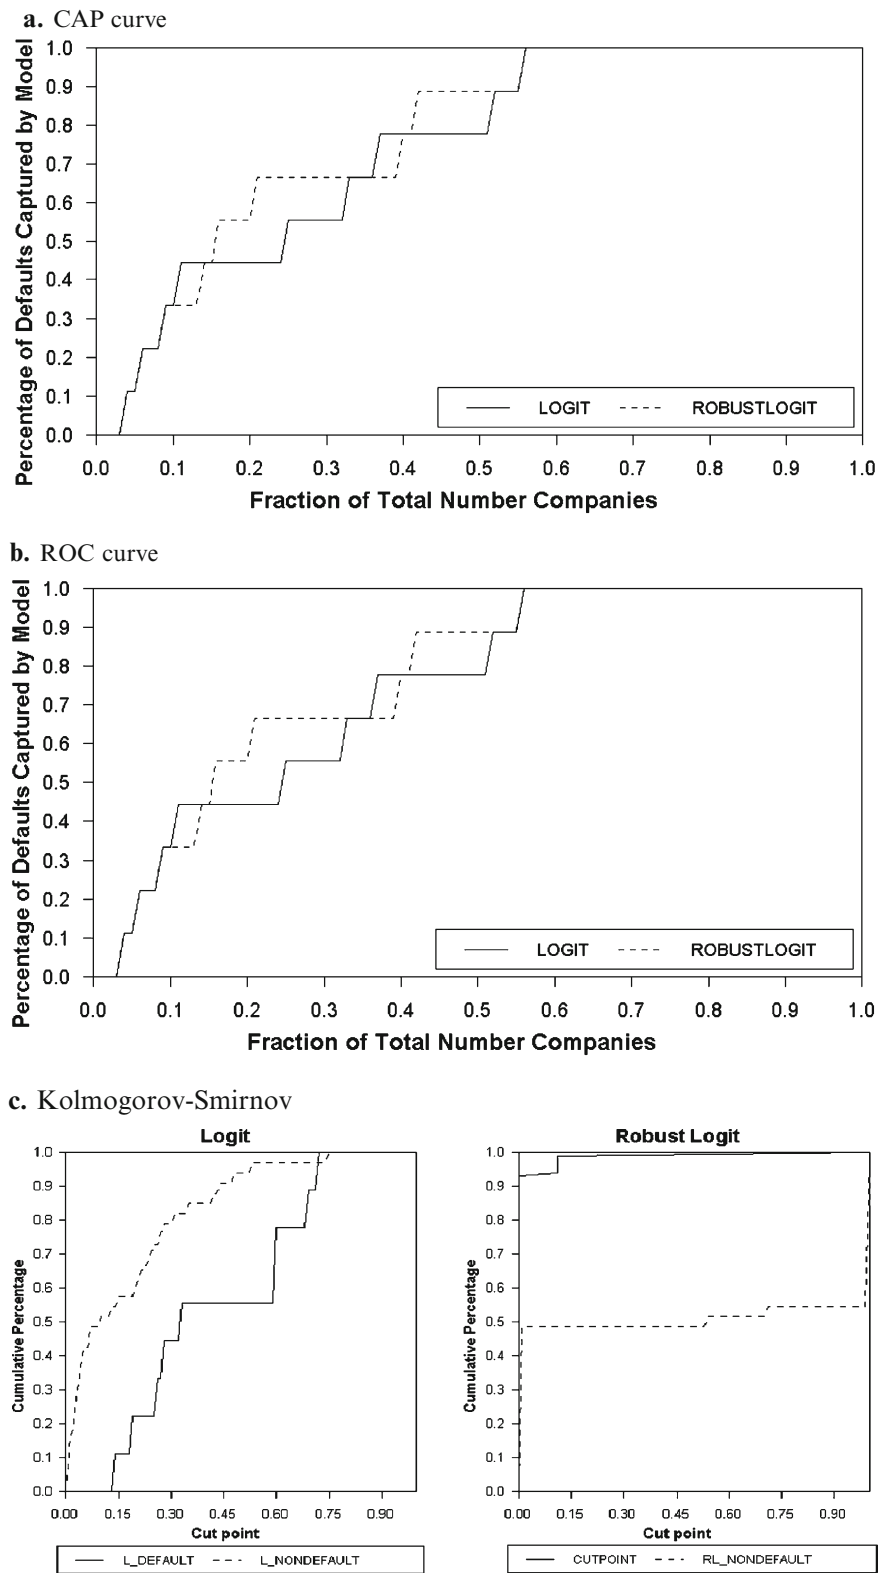 a. CAP curve
1.0
0.9
0.8
0.7
0.6
0.5
0.4
0.3
0.2
0.1
0.0
Percentage of Defaults Captured by Model
LOGIT ROBUSTLOGIT
0.0 0.1 0.2 0.3 0.4 0.5 0.6 0.7 0.8 0.9 1.0
Fraction of Total Number Companies
b. ROC curve
1.0
0.9
0.8
0.7
0.6
0.5
0.4
0.3
0.2
0.1
0.0
Percentage of Defaults Captured by Model
LOGIT ROBUSTLOGIT
0.0 0.1 0.2 0.3 0.4 0.5 0.6 0.7 0.8 0.9 1.0
Fraction of Total Number Companies
c. Kolmogorov-Smirnov
Logit
1.0
0.9
0.8
0.7
0.6
0.5
0.4
0.3
0.2
0.1
0.0
Cumulative Percentage
0.00 0.15 0.30 0.45 0.60 0.75 0.90
Cut point
L_DEFAULT L_NONDEFAULT
Robust Logit
1.0
0.9
0.8
0.7
0.6
0.5
0.4
0.3
0.2
0.1
0.0
Cumulative Percentage
0.00 0.15 0.30 0.45 0.60 0.75 0.90
Cut point
CUTPOINT RL_NONDEFAULT